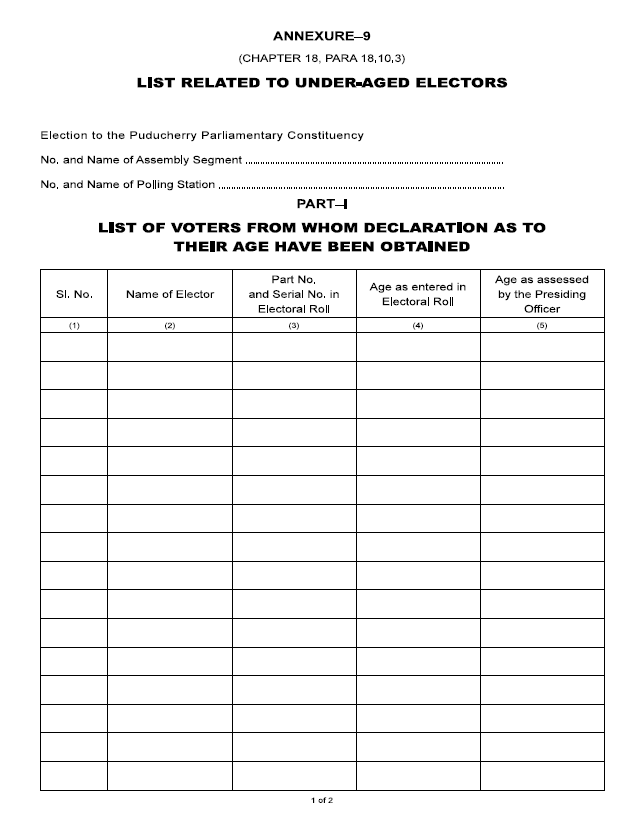 ANNEXURE–9
(CHAPTER 18, PARA 18,10,3)
LIST RELATED TO UNDER-AGED ELECTORS
Election to the Puducherry Parliamentary Constituency
No. and Name of Assembly Segment ................................................................................
No. and Name of Polling Station .........................................................................................
PART–I
LIST OF VOTERS FROM WHOM DECLARATION AS TO
THEIR AGE HAVE BEEN OBTAINED
Sl. No.
Name of Elector
Part No,
and Serial No. in
Electoral Roll
Age as entered in
Electoral Roll
Age as assessed
by the Presiding
Officer
(1)
(2)
(3)
(4)
(5)
1 of 2